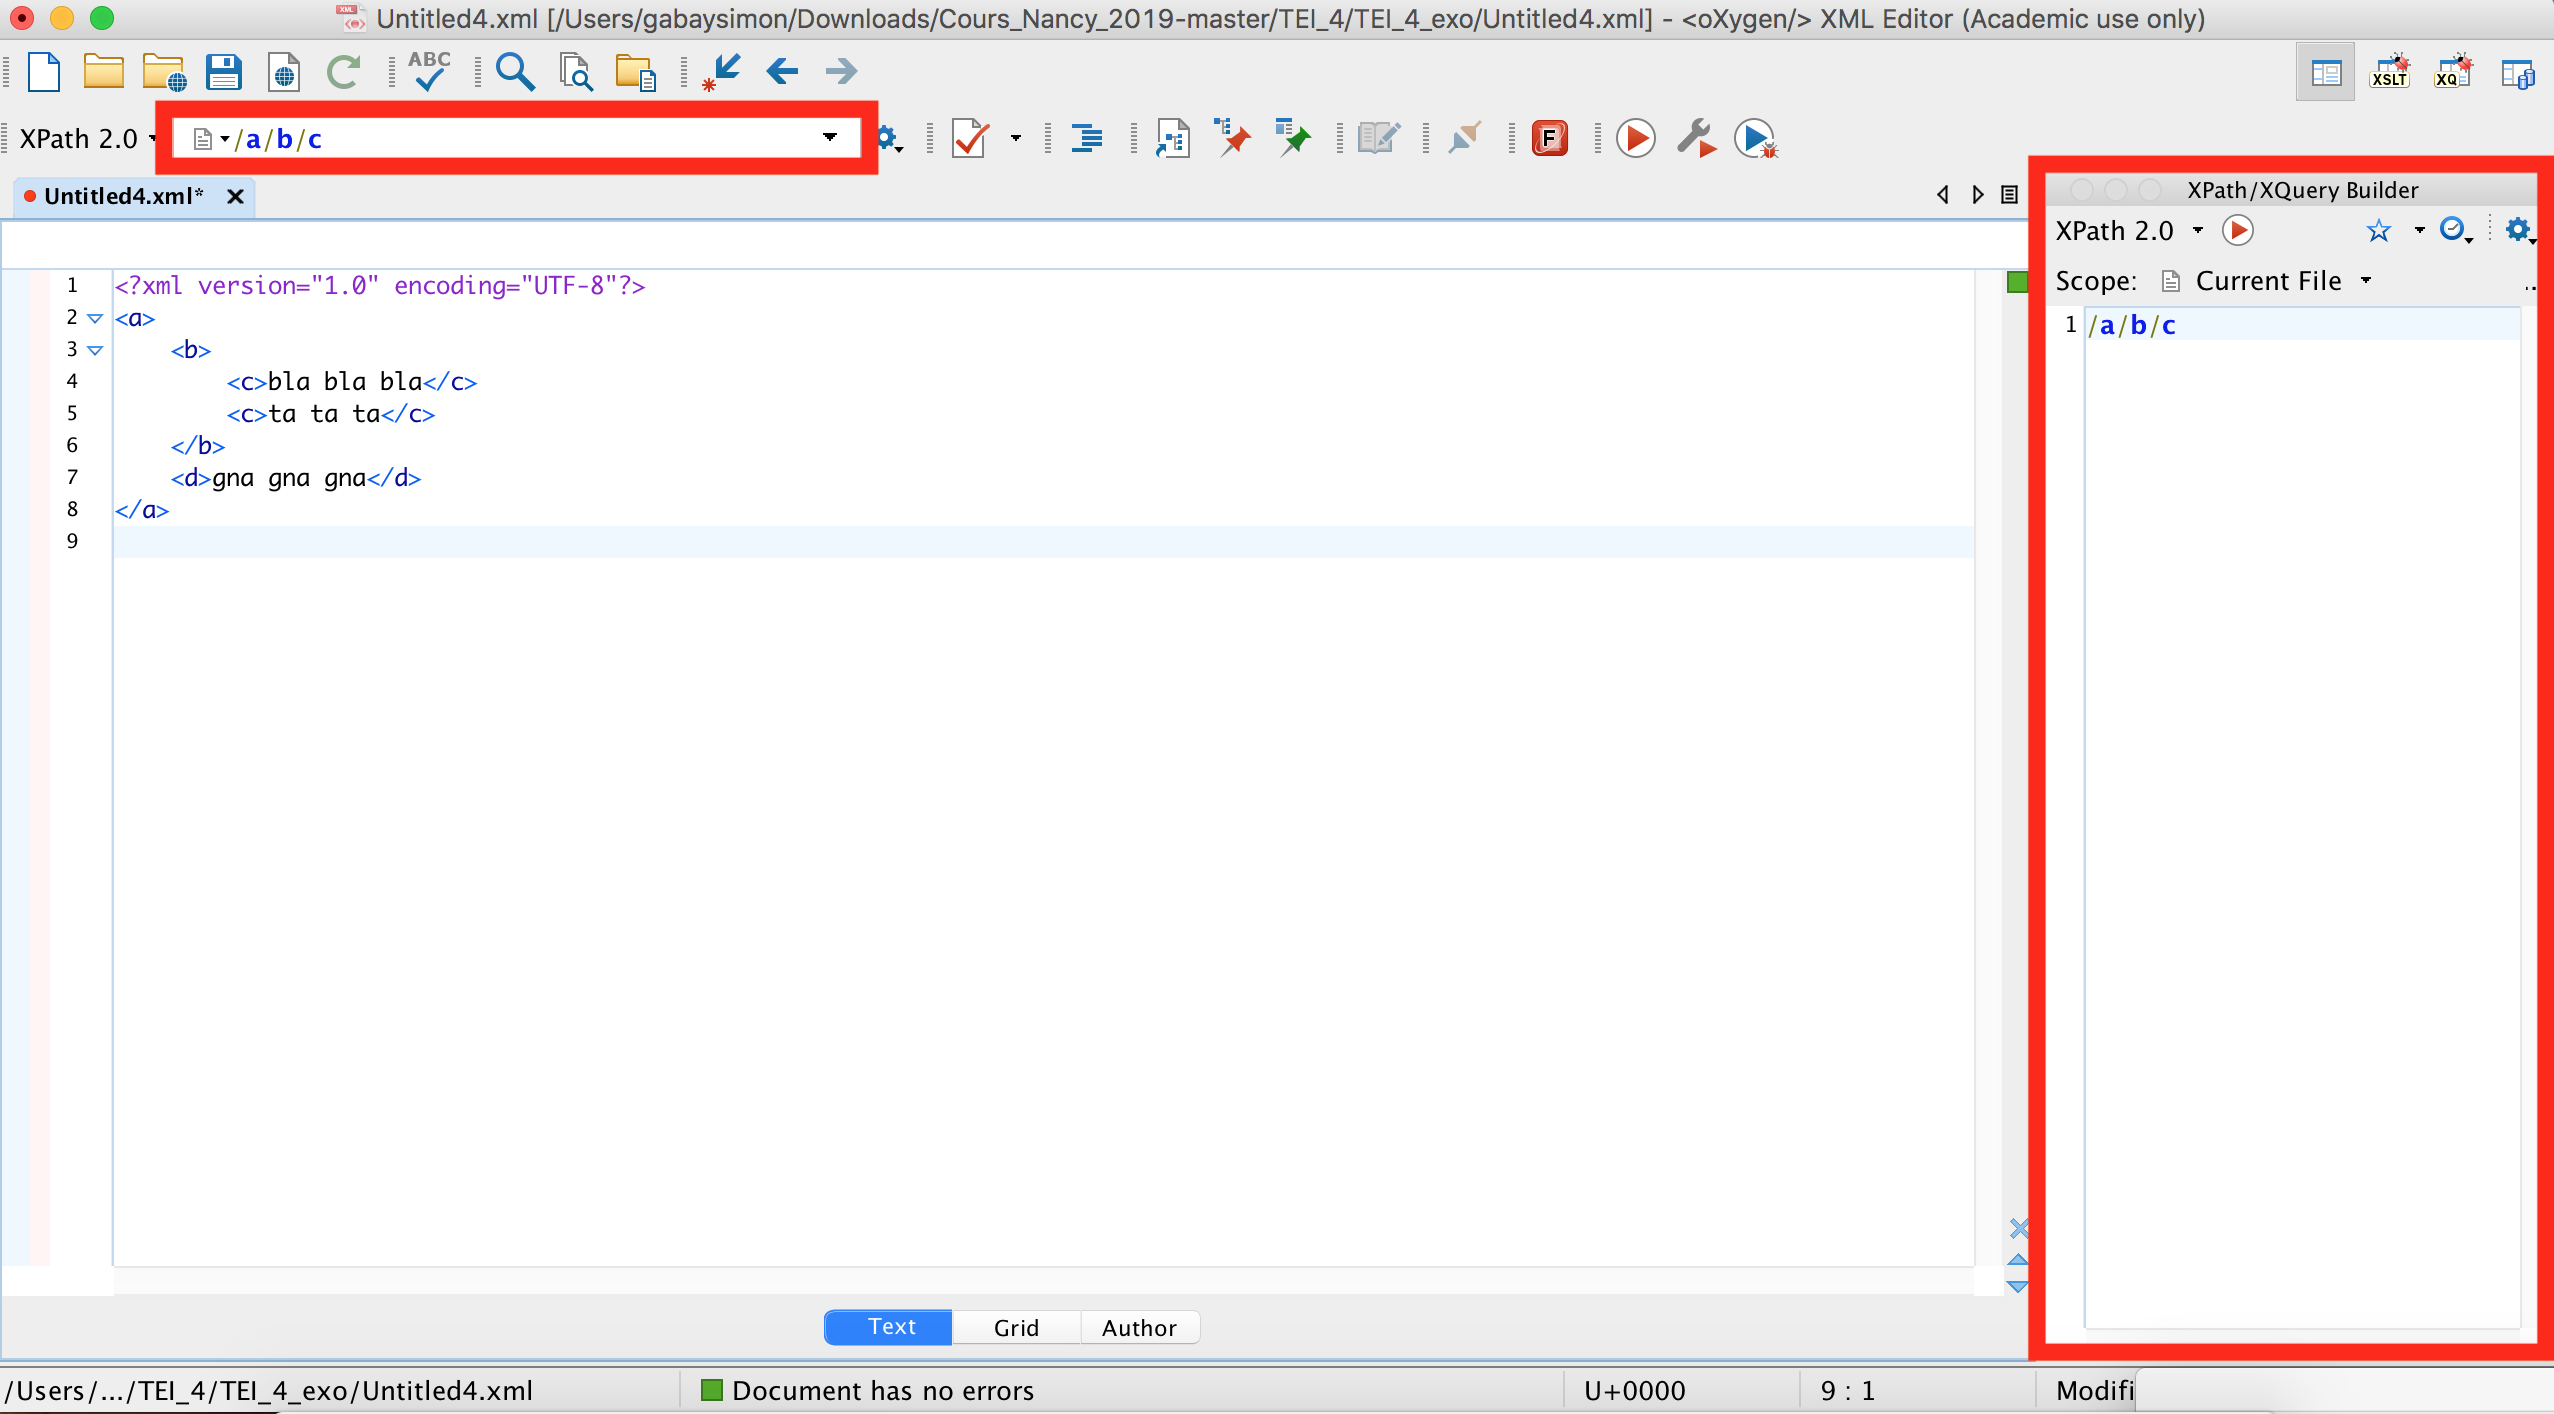 Untitled4.xml [/Users/gabaysimon/Downloads/Cours_Nancy_2019-master/TEI_4/TEI_4_exo/Untitled4.xml] - <oXygen/> XML Editor (Academic use only)
ABC
XSLT
XQ
XPath 2.0
/a/b/c
F
Untitled4.xml*
XPath/XQuery Builder
XPath 2.0
Scope: Current File ..
1 /a/b/c
1 <?xml version="1.0" encoding="UTF-8"?>
2 <a>
3     <b>
4         <c>bla bla bla</c>
5         <c>ta ta ta</c>
6     </b>
7     <d>gna gna gna</d>
8 </a>
9
Text Grid Author
/Users/.../TEI_4/TEI_4_exo/Untitled4.xml Document has no errors U+0000 9 : 1 Modifi